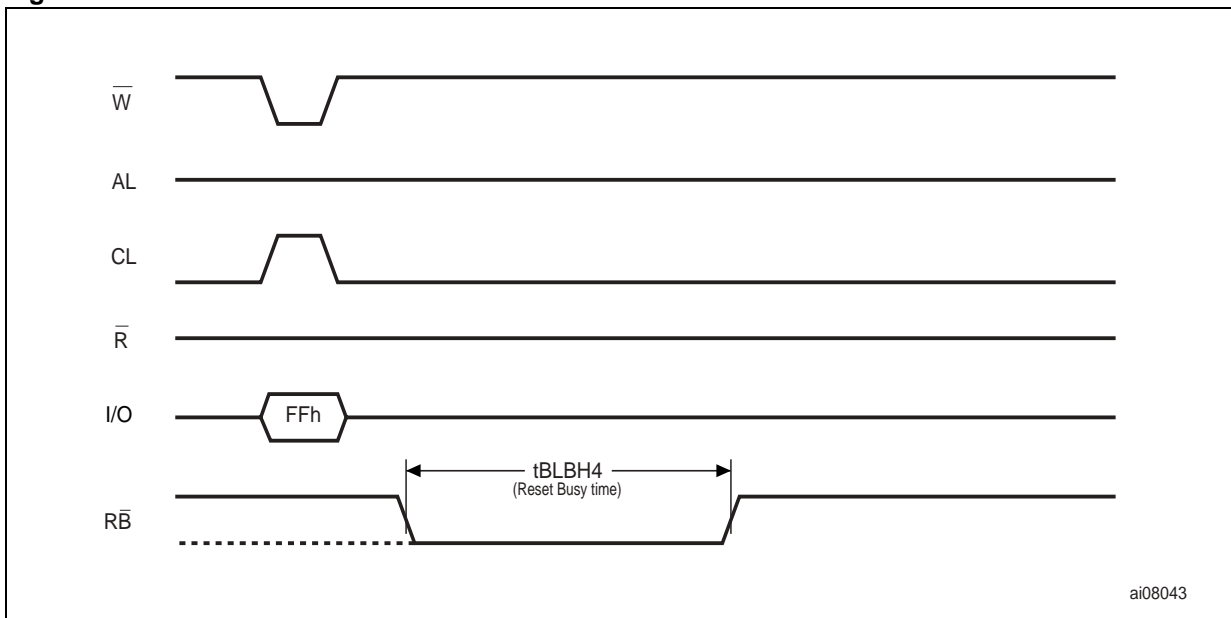 W̅
AL
CL
R̅
I/O
FFh
tBLBH4
(Reset Busy time)
RB̅
ai08043